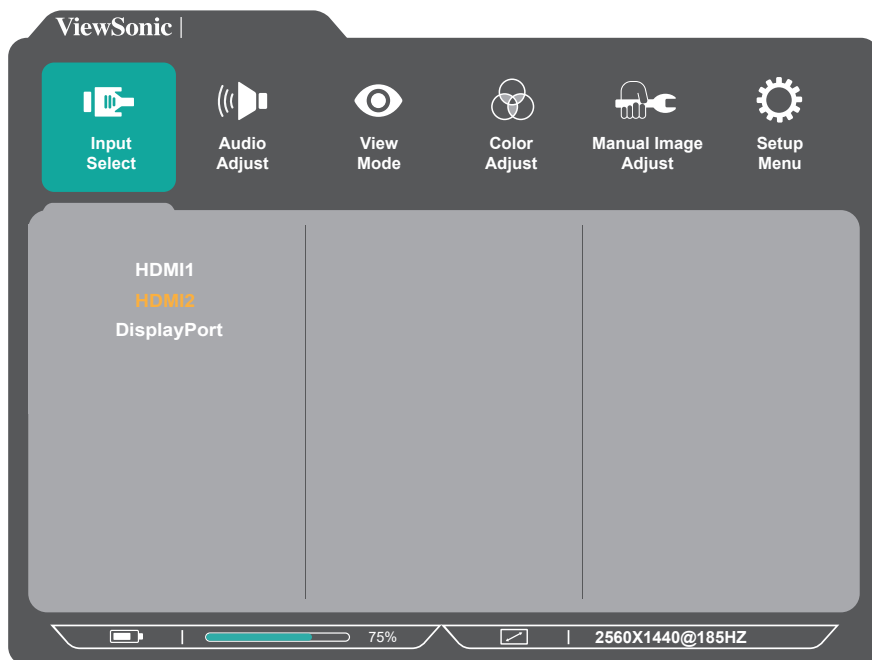 ViewSonic
Input
Select
Audio
Adjust
View
Mode
Color
Adjust
Manual Image
Adjust
Setup
Menu
HDMI1
HDMI2
DisplayPort
75%
2560X1440@185HZ